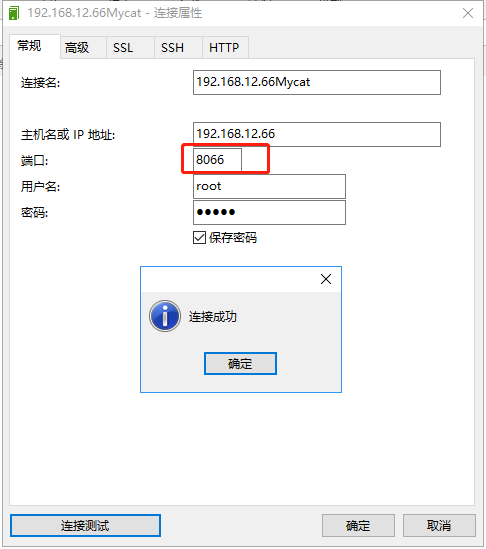 192.168.12.66Mycat - 连接属性
常规 高级 SSL SSH HTTP
连接名: 192.168.12.66Mycat
主机名或 IP 地址: 192.168.12.66
端口: 8066
用户名: root
密码: ●●●●●
保存密码
连接成功
确定
连接测试 确定 取消